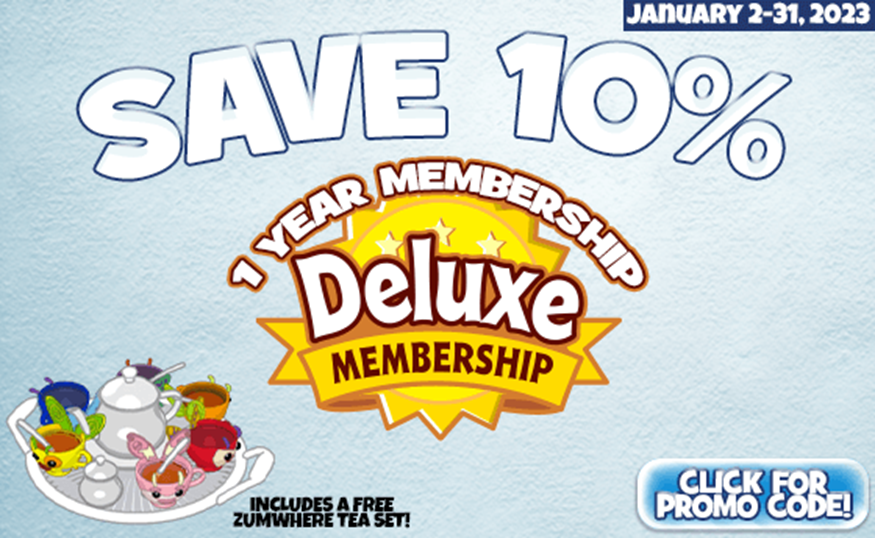 JANUARY 2-31, 2023
SAVE 10%
1 YEAR MEMBERSHIP
Deluxe
MEMBERSHIP
INCLUDES A FREE
ZUMWHERE TEA SET!
CLICK FOR
PROMO CODE!